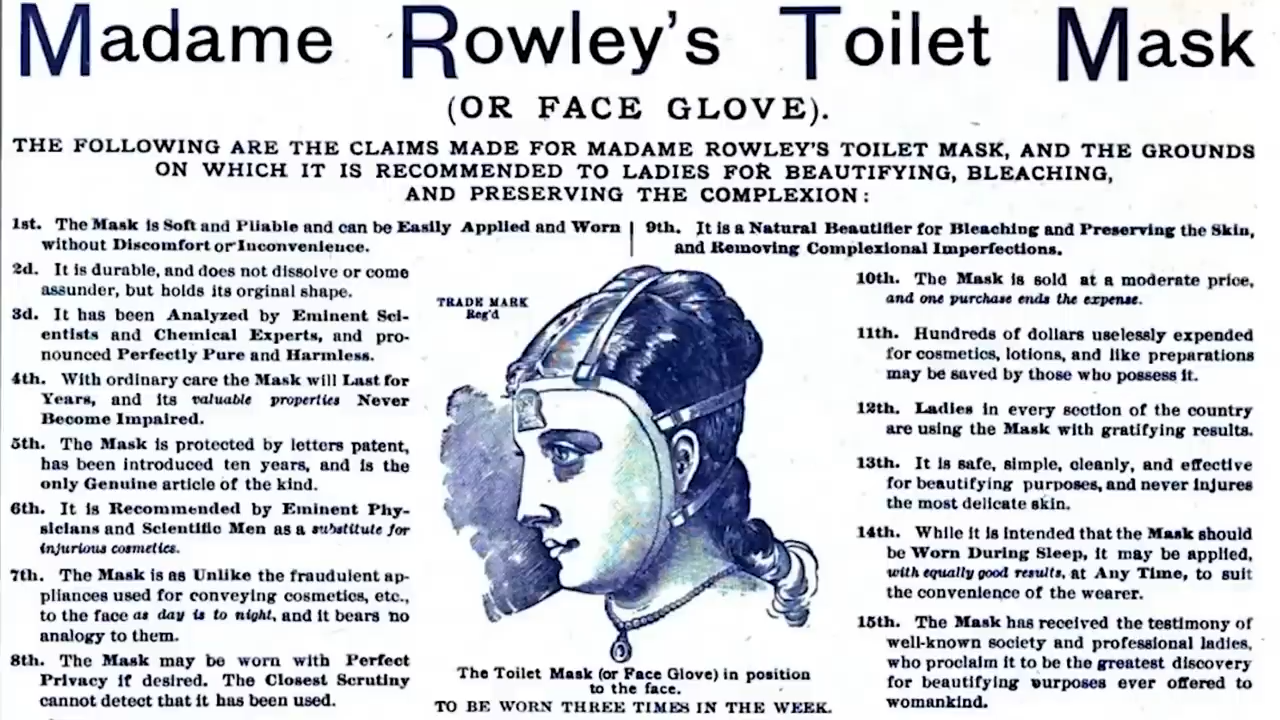 Madame Rowley's Toilet Mask
(OR FACE GLOVE).
THE FOLLOWING ARE THE CLAIMS MADE FOR MADAME ROWLEY'S TOILET MASK, AND THE GROUNDS
ON WHICH IT IS RECOMMENDED TO LADIES FOR BEAUTIFYING, BLEACHING,
AND PRESERVING THE COMPLEXION:
1st. The Mask is Soft and Pliable and can be Easily Applied and Worn
without Discomfort or Inconvenience.
2d. It is durable, and does not dissolve or come
assunder, but holds its orginal shape.
3d. It has been Analyzed by Eminent Sci-
entists and Chemical Experts, and pro-
nounced Perfectly Pure and Harmless.
4th. With ordinary care the Mask will Last for
Years, and its valuable properties Never
Become Impaired.
5th. The Mask is protected by letters patent,
has been introduced ten years, and is the
only Genuine article of the kind.
6th. It is Recommended by Eminent Phy-
sicians and Scientific Men as a substitute for
injurious cosmetics.
7th. The Mask is as Unlike the fraudulent ap-
pliances used for conveying cosmetics, etc.,
to the face as day is to night, and it bears no
analogy to them.
8th. The Mask may be worn with Perfect
Privacy if desired. The Closest Scrutiny
cannot detect that it has been used.
TRADE MARK
Reg'd
The Toilet Mask (or Face Glove) in position
to the face.
TO BE WORN THREE TIMES IN THE WEEK.
9th. It is a Natural Beautifier for Bleaching and Preserving the Skin,
and Removing Complexional Imperfections.
10th. The Mask is sold at a moderate price,
and one purchase ends the expense.
11th. Hundreds of dollars uselessly expended
for cosmetics, lotions, and like preparations
may be saved by those who possess it.
12th. Ladies in every section of the country
are using the Mask with gratifying results.
13th. It is safe, simple, cleanly, and effective
for beautifying purposes, and never injures
the most delicate skin.
14th. While it is intended that the Mask should
be Worn During Sleep, it may be applied,
with equally good results, at Any Time, to suit
the convenience of the wearer.
15th. The Mask has received the testimony of
well-known society and professional ladies,
who proclaim it to be the greatest discovery
for beautifying purposes ever offered to
womankind.